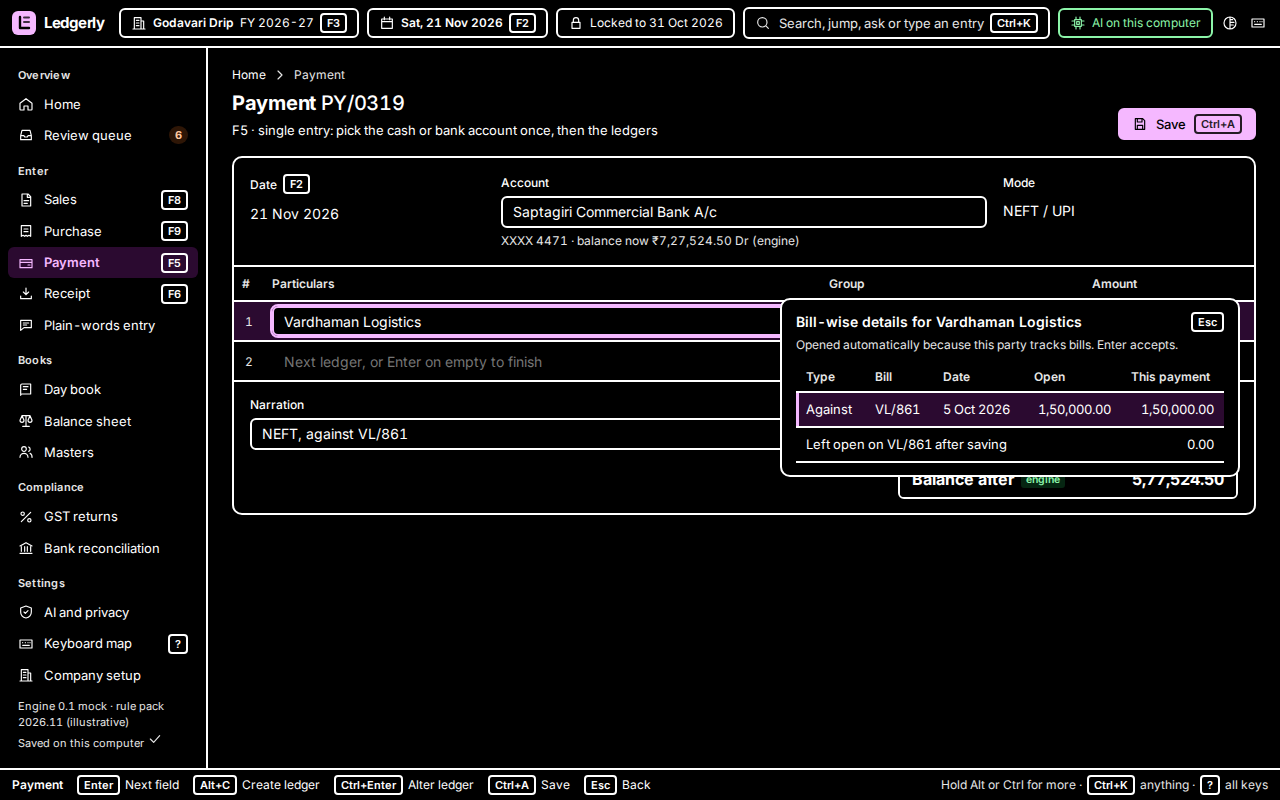 Ledgerly
Godavari Drip FY 2026-27 F3
Sat, 21 Nov 2026 F2
Locked to 31 Oct 2026
Search, jump, ask or type an entry Ctrl+K
AI on this computer
Overview
Home
Review queue 6
Enter
Sales F8
Purchase F9
Payment F5
Receipt F6
Plain-words entry
Books
Day book
Balance sheet
Masters
Compliance
GST returns
Bank reconciliation
Settings
AI and privacy
Keyboard map ?
Company setup
Engine 0.1 mock · rule pack
2026.11 (illustrative)
Saved on this computer
Home Payment
Payment PY/0319
F5 · single entry: pick the cash or bank account once, then the ledgers
Save Ctrl+A
Date F2
21 Nov 2026
Account
Saptagiri Commercial Bank A/c
XXXX 4471 · balance now ₹7,27,524.50 Dr (engine)
Mode
NEFT / UPI
# Particulars Group Amount
1 Vardhaman Logistics
2 Next ledger, or Enter on empty to finish
Narration
NEFT, against VL/861
Bill-wise details for Vardhaman Logistics Esc
Opened automatically because this party tracks bills. Enter accepts.
Type Bill Date Open This payment
Against VL/861 5 Oct 2026 1,50,000.00 1,50,000.00
Left open on VL/861 after saving 0.00
Balance after engine 5,77,524.50
Payment Enter Next field Alt+C Create ledger Ctrl+Enter Alter ledger Ctrl+A Save Esc Back
Hold Alt or Ctrl for more · Ctrl+K anything · ? all keys